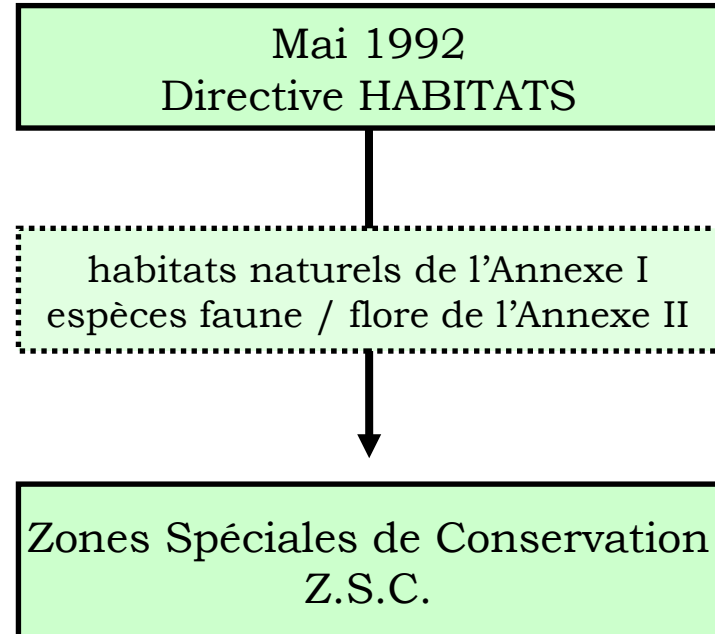 Mai 1992
Directive HABITATS
habitats naturels de l’Annexe I
espèces faune / flore de l’Annexe II
Zones Spéciales de Conservation
Z.S.C.